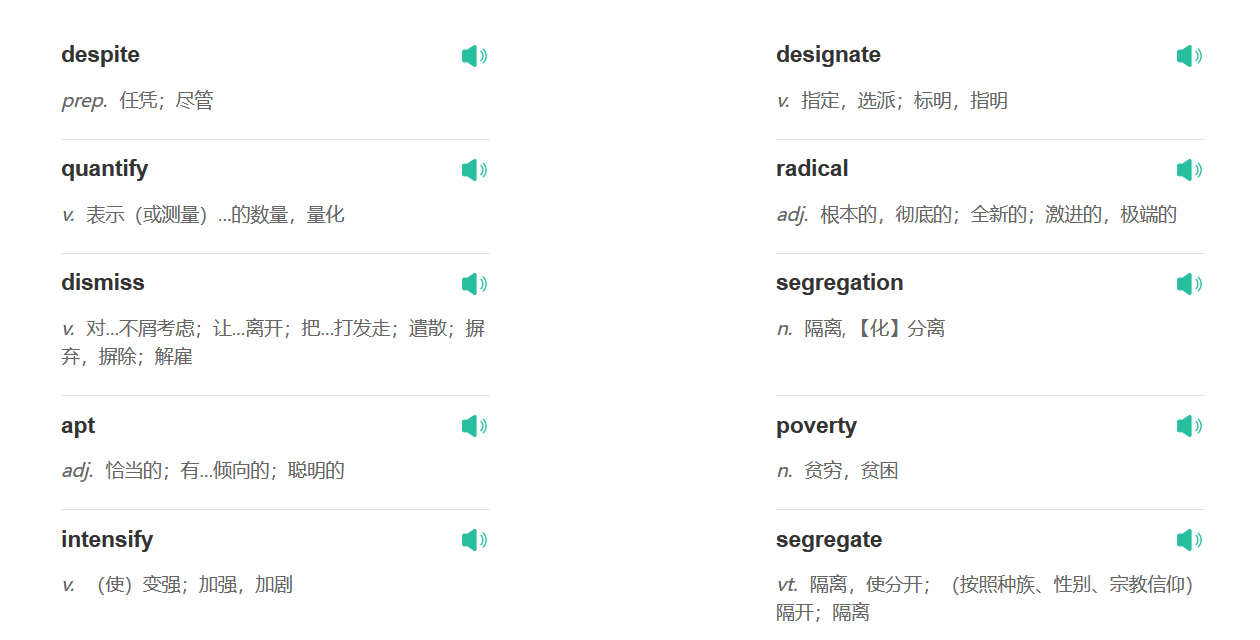 despite
prep. 任凭；尽管
quantify
v. 表示（或测量）...的数量，量化
dismiss
v. 对...不屑考虑；让...离开；把...打发走；遣散；摒
弃，摒除；解雇
apt
adj. 恰当的；有...倾向的；聪明的
intensify
v. （使）变强；加强，加剧
designate
v. 指定，选派；标明，指明
radical
adj. 根本的，彻底的；全新的；激进的，极端的
segregation
n. 隔离,【化】分离
poverty
n. 贫穷，贫困
segregate
vt. 隔离，使分开；（按照种族、性别、宗教信仰）
隔开；隔离